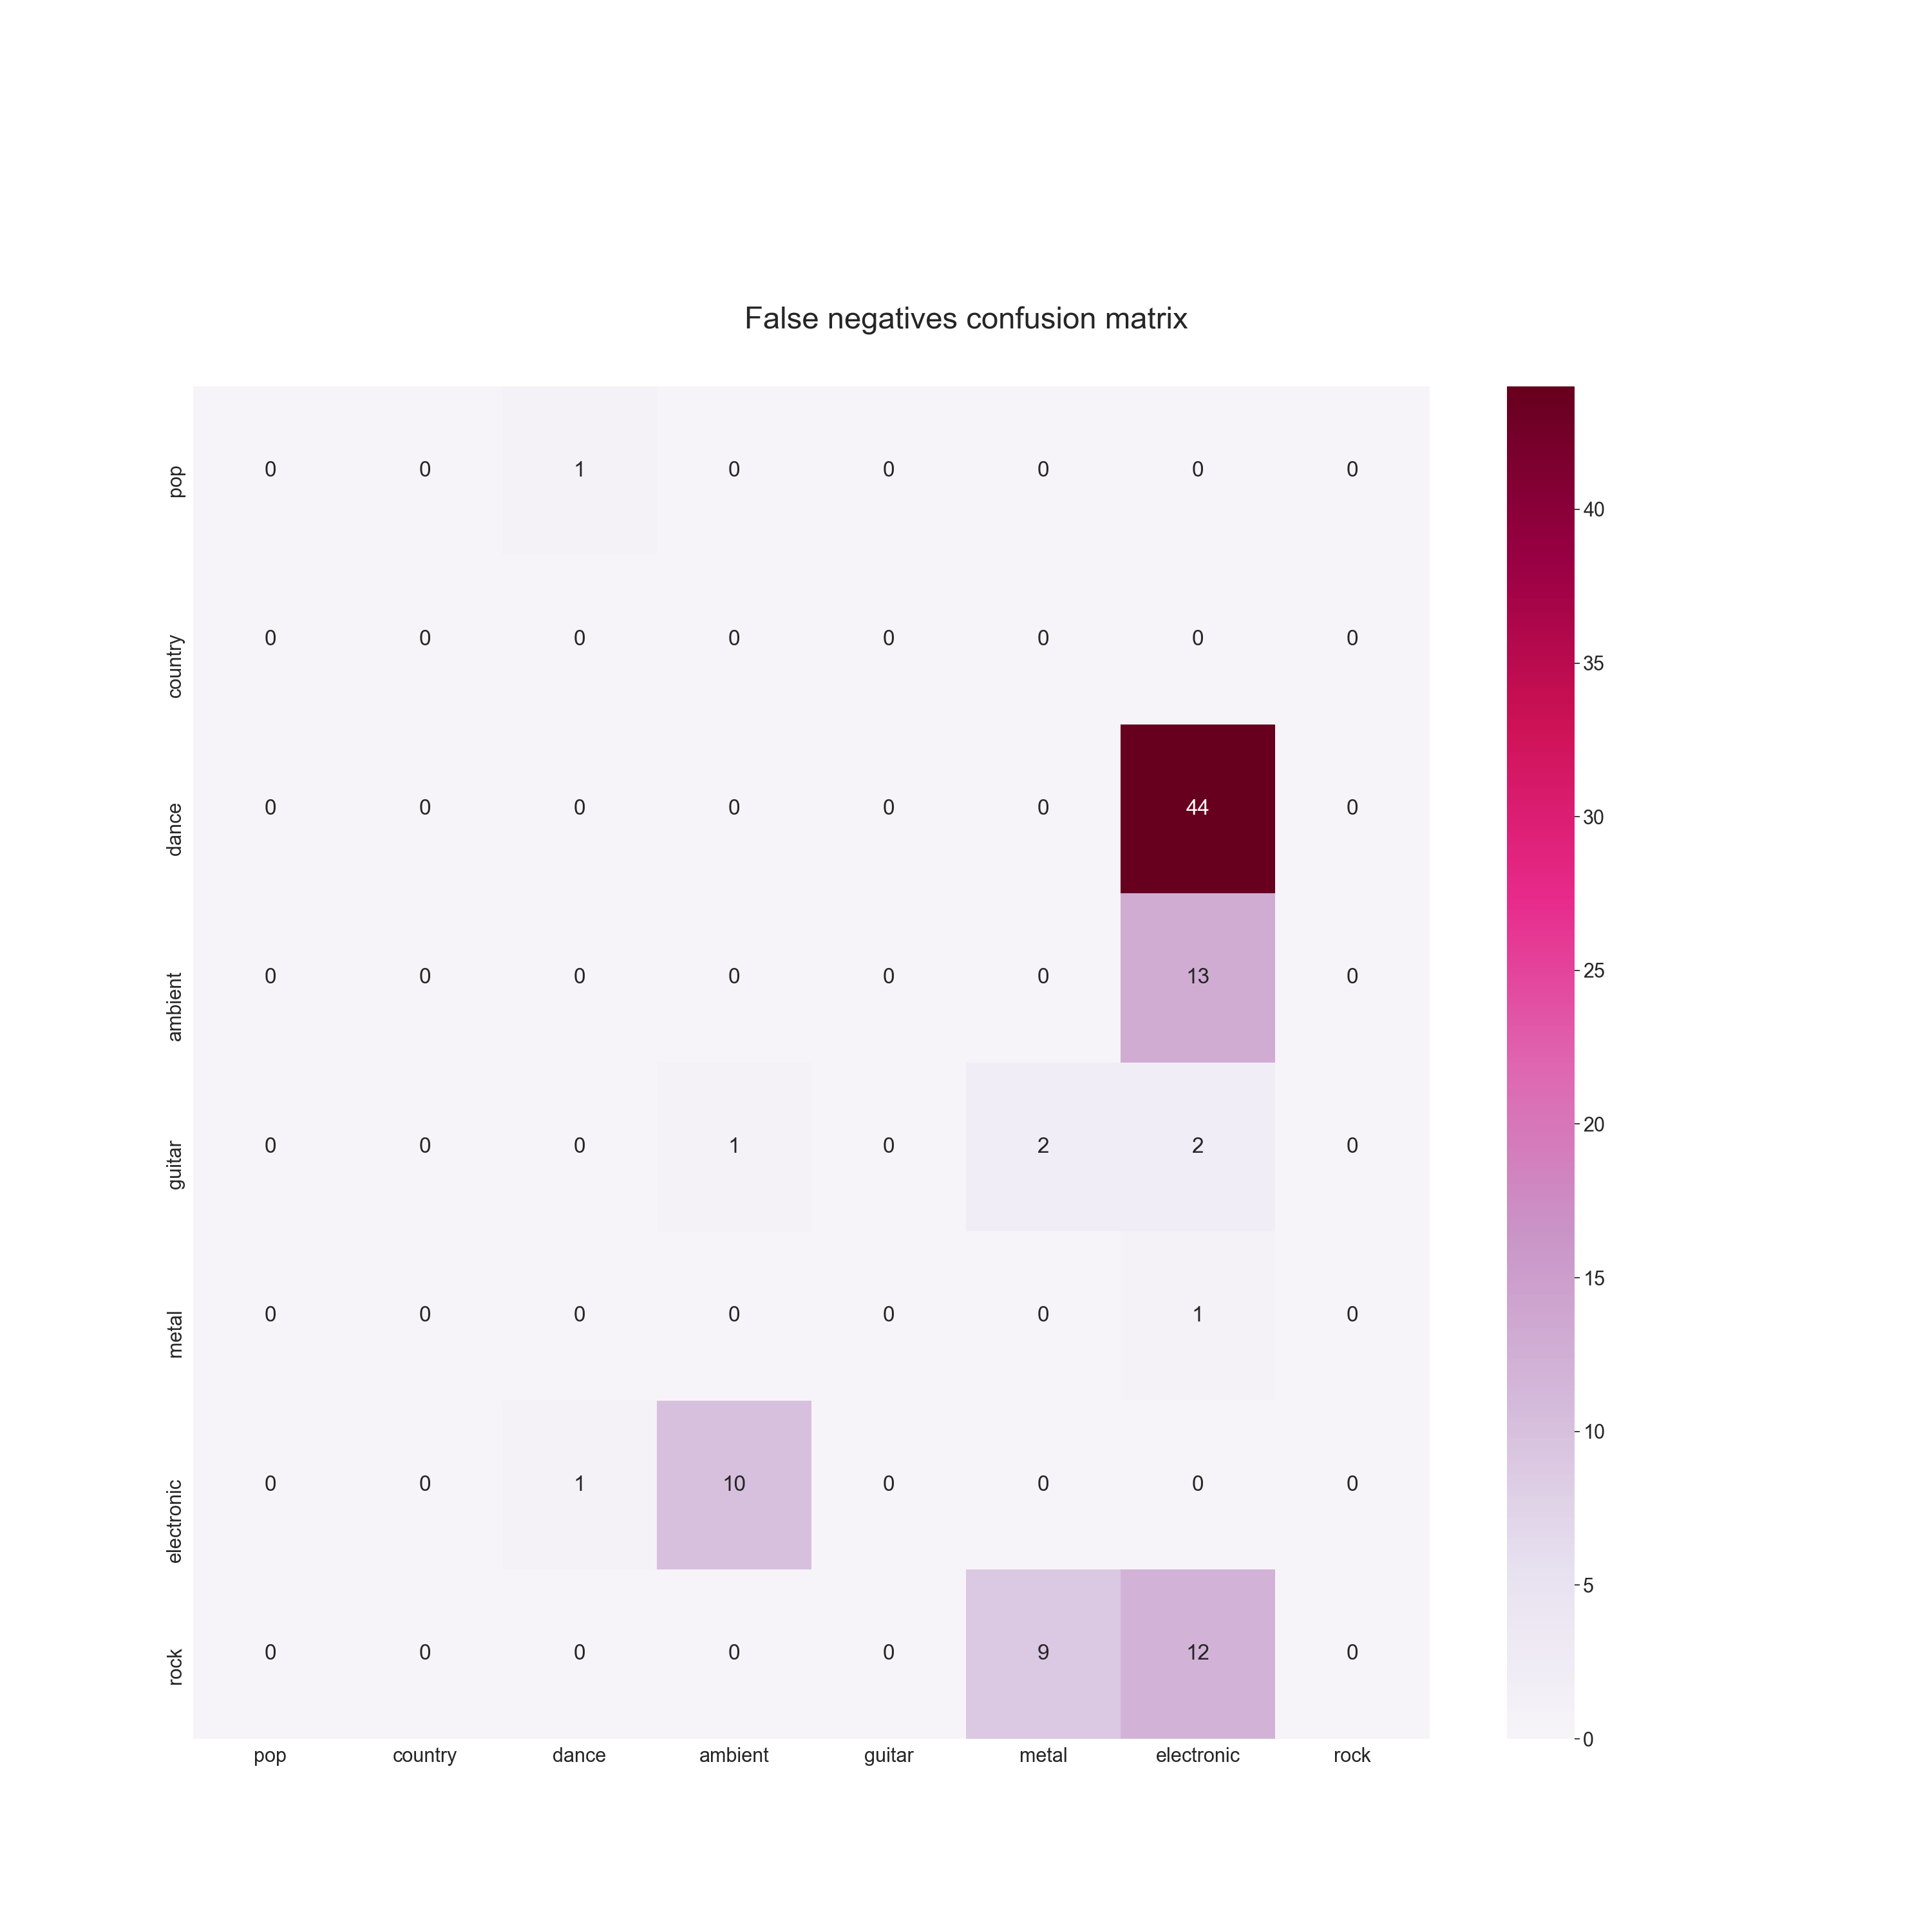 False negatives confusion matrix
pop 0 0 1 0 0 0 0 0
country 0 0 0 0 0 0 0 0
dance 0 0 0 0 0 0 44 0
ambient 0 0 0 0 0 0 13 0
guitar 0 0 0 1 0 2 2 0
metal 0 0 0 0 0 0 1 0
electronic 0 0 1 10 0 0 0 0
rock 0 0 0 0 0 9 12 0
pop country dance ambient guitar metal electronic rock
40
35
30
25
20
15
10
5
0